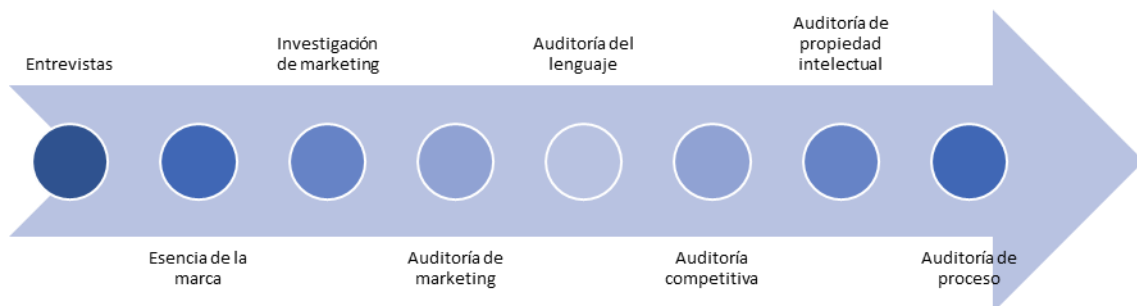 Entrevistas
Esencia de la
marca
Investigación
de marketing
Auditoría de
marketing
Auditoría del
lenguaje
Auditoría
competitiva
Auditoría de
propiedad
intelectual
Auditoría de
proceso